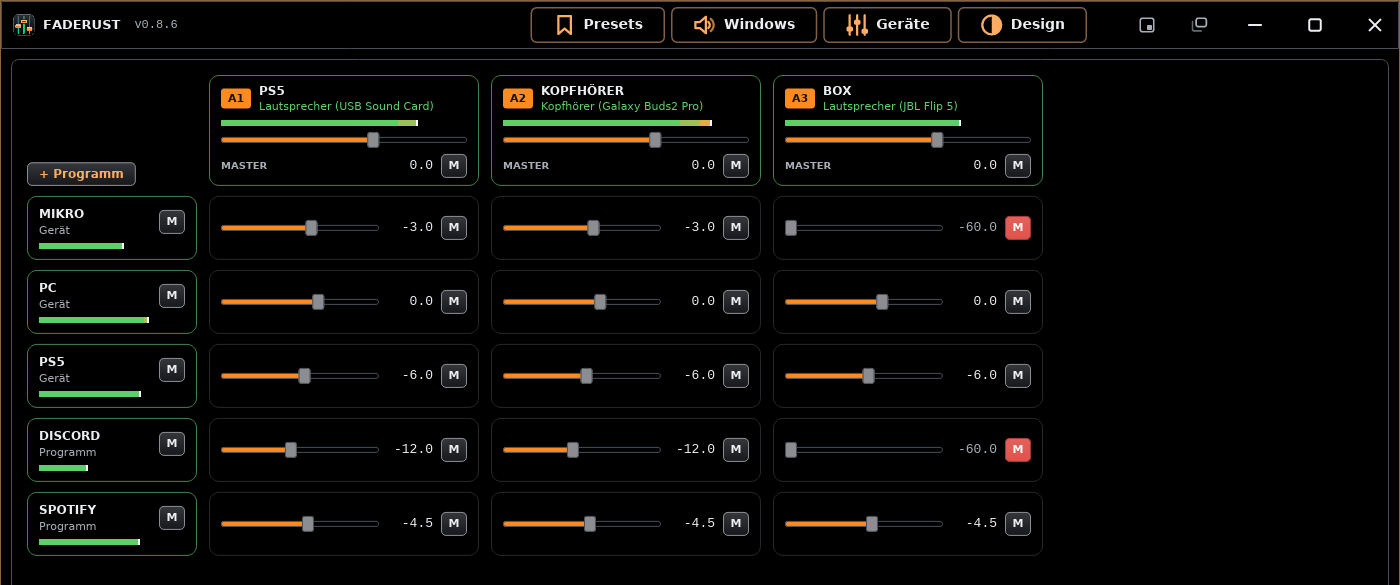 FADERUST v0.8.6 Presets Windows Geräte Design
A1 PS5
Lautsprecher (USB Sound Card)
MASTER 0.0 M
A2 KOPFHÖRER
Kopfhörer (Galaxy Buds2 Pro)
MASTER 0.0 M
A3 BOX
Lautsprecher (JBL Flip 5)
MASTER 0.0 M
+ Programm
MIKRO
Gerät
M
-3.0 M
-3.0 M
-60.0 M
PC
Gerät
M
0.0 M
0.0 M
0.0 M
PS5
Gerät
M
-6.0 M
-6.0 M
-6.0 M
DISCORD
Programm
M
-12.0 M
-12.0 M
-60.0 M
SPOTIFY
Programm
M
-4.5 M
-4.5 M
-4.5 M